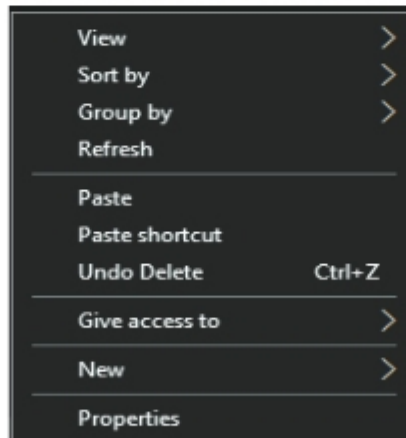 View
Sort by
Group by
Refresh
Paste
Paste shortcut
Undo Delete Ctrl+Z
Give access to
New
Properties